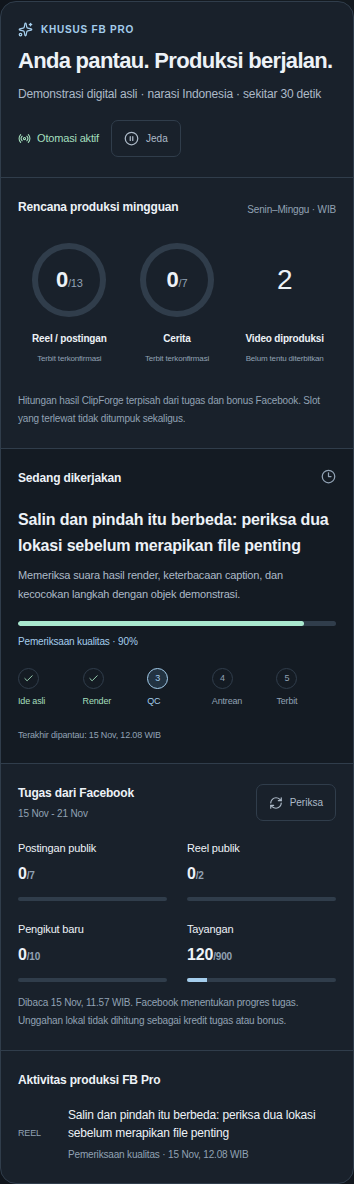 KHUSUS FB PRO
Anda pantau. Produksi berjalan.
Demonstrasi digital asli · narasi Indonesia · sekitar 30 detik
Otomasi aktif
Jeda
Rencana produksi mingguan
Senin–Minggu · WIB
0/13
0/7
2
Reel / postingan
Cerita
Video diproduksi
Terbit terkonfirmasi
Terbit terkonfirmasi
Belum tentu diterbitkan
Hitungan hasil ClipForge terpisah dari tugas dan bonus Facebook. Slot
yang terlewat tidak ditumpuk sekaligus.
Sedang dikerjakan
Salin dan pindah itu berbeda: periksa dua
lokasi sebelum merapikan file penting
Memeriksa suara hasil render, keterbacaan caption, dan
kecocokan langkah dengan objek demonstrasi.
Pemeriksaan kualitas · 90%
3
4
5
Ide asli
Render
QC
Antrean
Terbit
Terakhir dipantau: 15 Nov, 12.08 WIB
Tugas dari Facebook
15 Nov - 21 Nov
Periksa
Postingan publik
Reel publik
0/7
0/2
Pengikut baru
Tayangan
0/10
120/900
Dibaca 15 Nov, 11.57 WIB. Facebook menentukan progres tugas.
Unggahan lokal tidak dihitung sebagai kredit tugas atau bonus.
Aktivitas produksi FB Pro
REEL
Salin dan pindah itu berbeda: periksa dua lokasi
sebelum merapikan file penting
Pemeriksaan kualitas · 15 Nov, 12.08 WIB